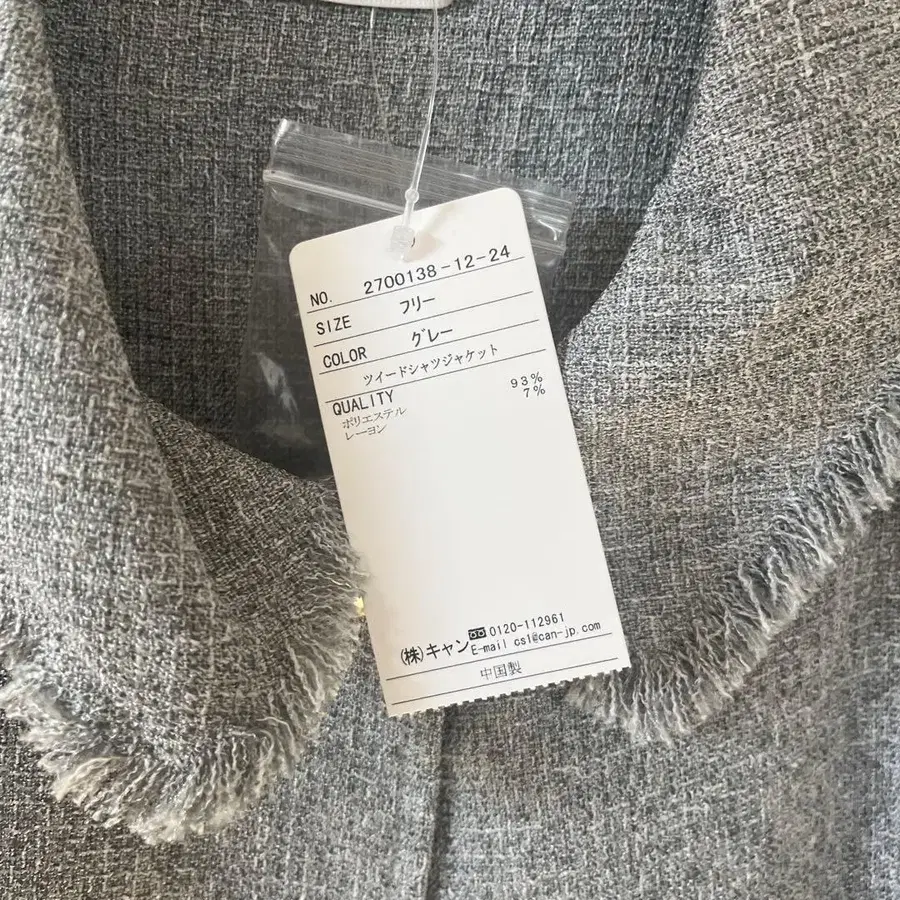 NO. 2700138-12-24
SIZE フリー
COLOR グレー
ツイードシャツジャケット
QUALITY
ポリエステル 93%
レーヨン 7%
(株)キャン 0120-112961
E-mail cs1@can-jp.com
中国製